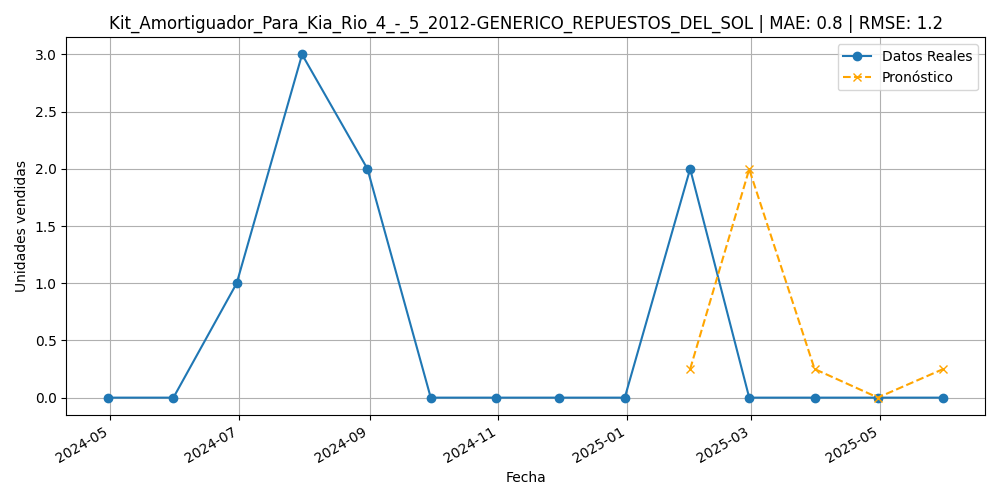 Kit_Amortiguador_Para_Kia_Rio_4_-_5_2012-GENERICO_REPUESTOS_DEL_SOL | MAE: 0.8 | RMSE: 1.2
Datos Reales
Pronóstico
Unidades vendidas
3.0
2.5
2.0
1.5
1.0
0.5
0.0
2024-05
2024-07
2024-09
2024-11
2025-01
2025-03
2025-05
Fecha